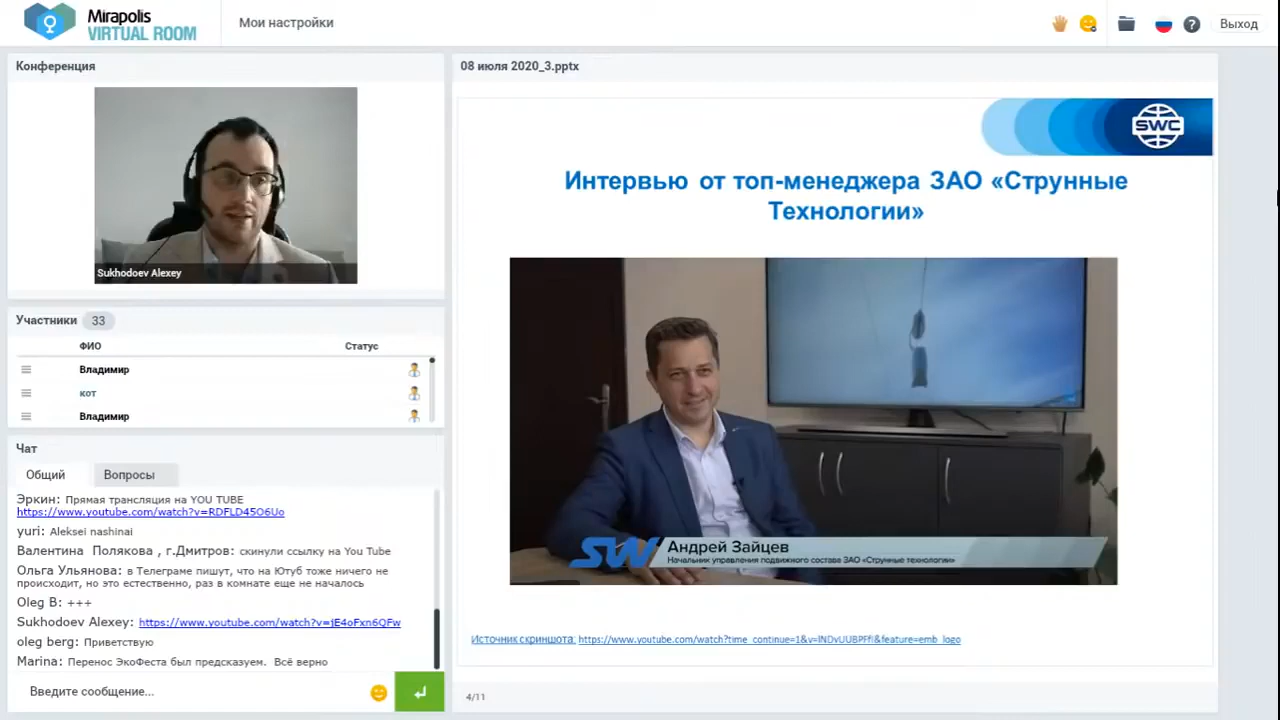 Mirapolis
VIRTUAL ROOM
Мои настройки
Выход
Конференция
Sukhodoev Alexey
Участники 33
ФИО Статус
Владимир
кот
Владимир
Чат
Общий Вопросы
Эркин: Прямая трансляция на YOU TUBE
https://www.youtube.com/watch?v=RDFLD45O6Uo
yuri: Aleksei nashinai
Валентина Полякова , г.Дмитров: скинули ссылку на You Tube
Ольга Ульянова: в Телеграме пишут, что на Ютуб тоже ничего не
происходит, но это естественно, раз в комнате еще не началось
Oleg B: +++
Sukhodoev Alexey: https://www.youtube.com/watch?v=jE4oFxn6QFw
oleg berg: Приветствую
Marina: Перенос ЭкоФеста был предсказуем. Всё верно
Введите сообщение...
08 июля 2020_3.pptx
SWC
Интервью от топ-менеджера ЗАО «Струнные
Технологии»
SW
Андрей Зайцев
Начальник управления подвижного состава ЗАО «Струнные технологии»
Источник скриншота: https://www.youtube.com/watch?time_continue=1&v=lNDvUUBPFfI&feature=emb_logo
4/11